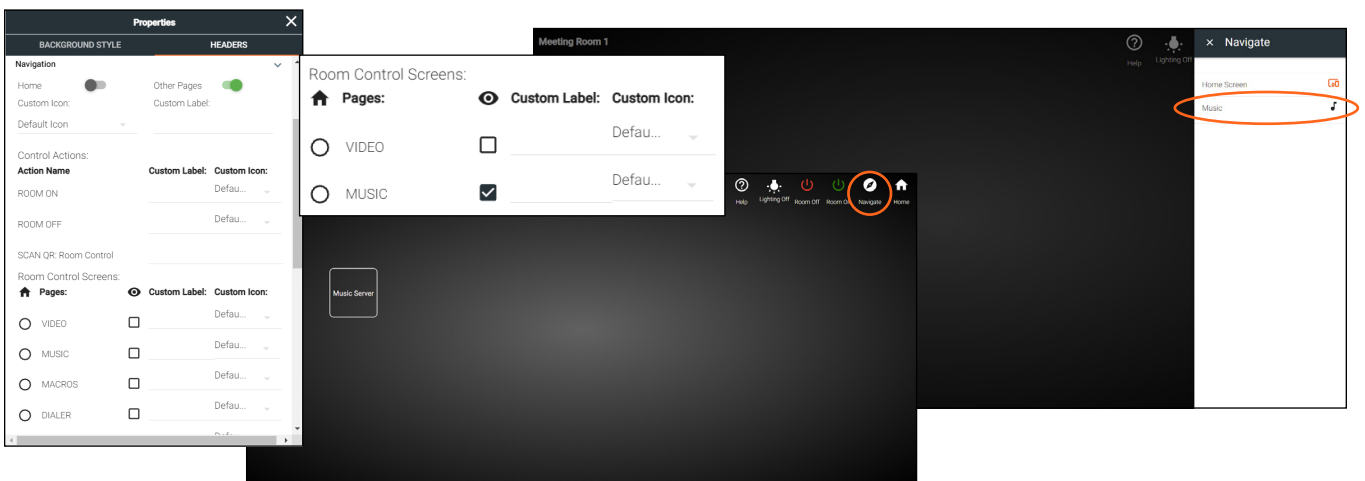 Properties
BACKGROUND STYLE HEADERS
Navigation
Home Other Pages
Custom Icon: Custom Label:
Default Icon
Control Actions:
Action Name Custom Label: Custom Icon:
ROOM ON Defau...
ROOM OFF Defau...
SCAN QR: Room Control
Room Control Screens:
Pages: Custom Label: Custom Icon:
VIDEO Defau...
MUSIC Defau...
MACROS Defau...
DIALER Defau...
Room Control Screens:
Pages: Custom Label: Custom Icon:
VIDEO Defau...
MUSIC Defau...
Help Lighting Off Room Off Room Navigate Home
Music Server
Meeting Room 1
Help Lighting Off
× Navigate
Home Screen
Music